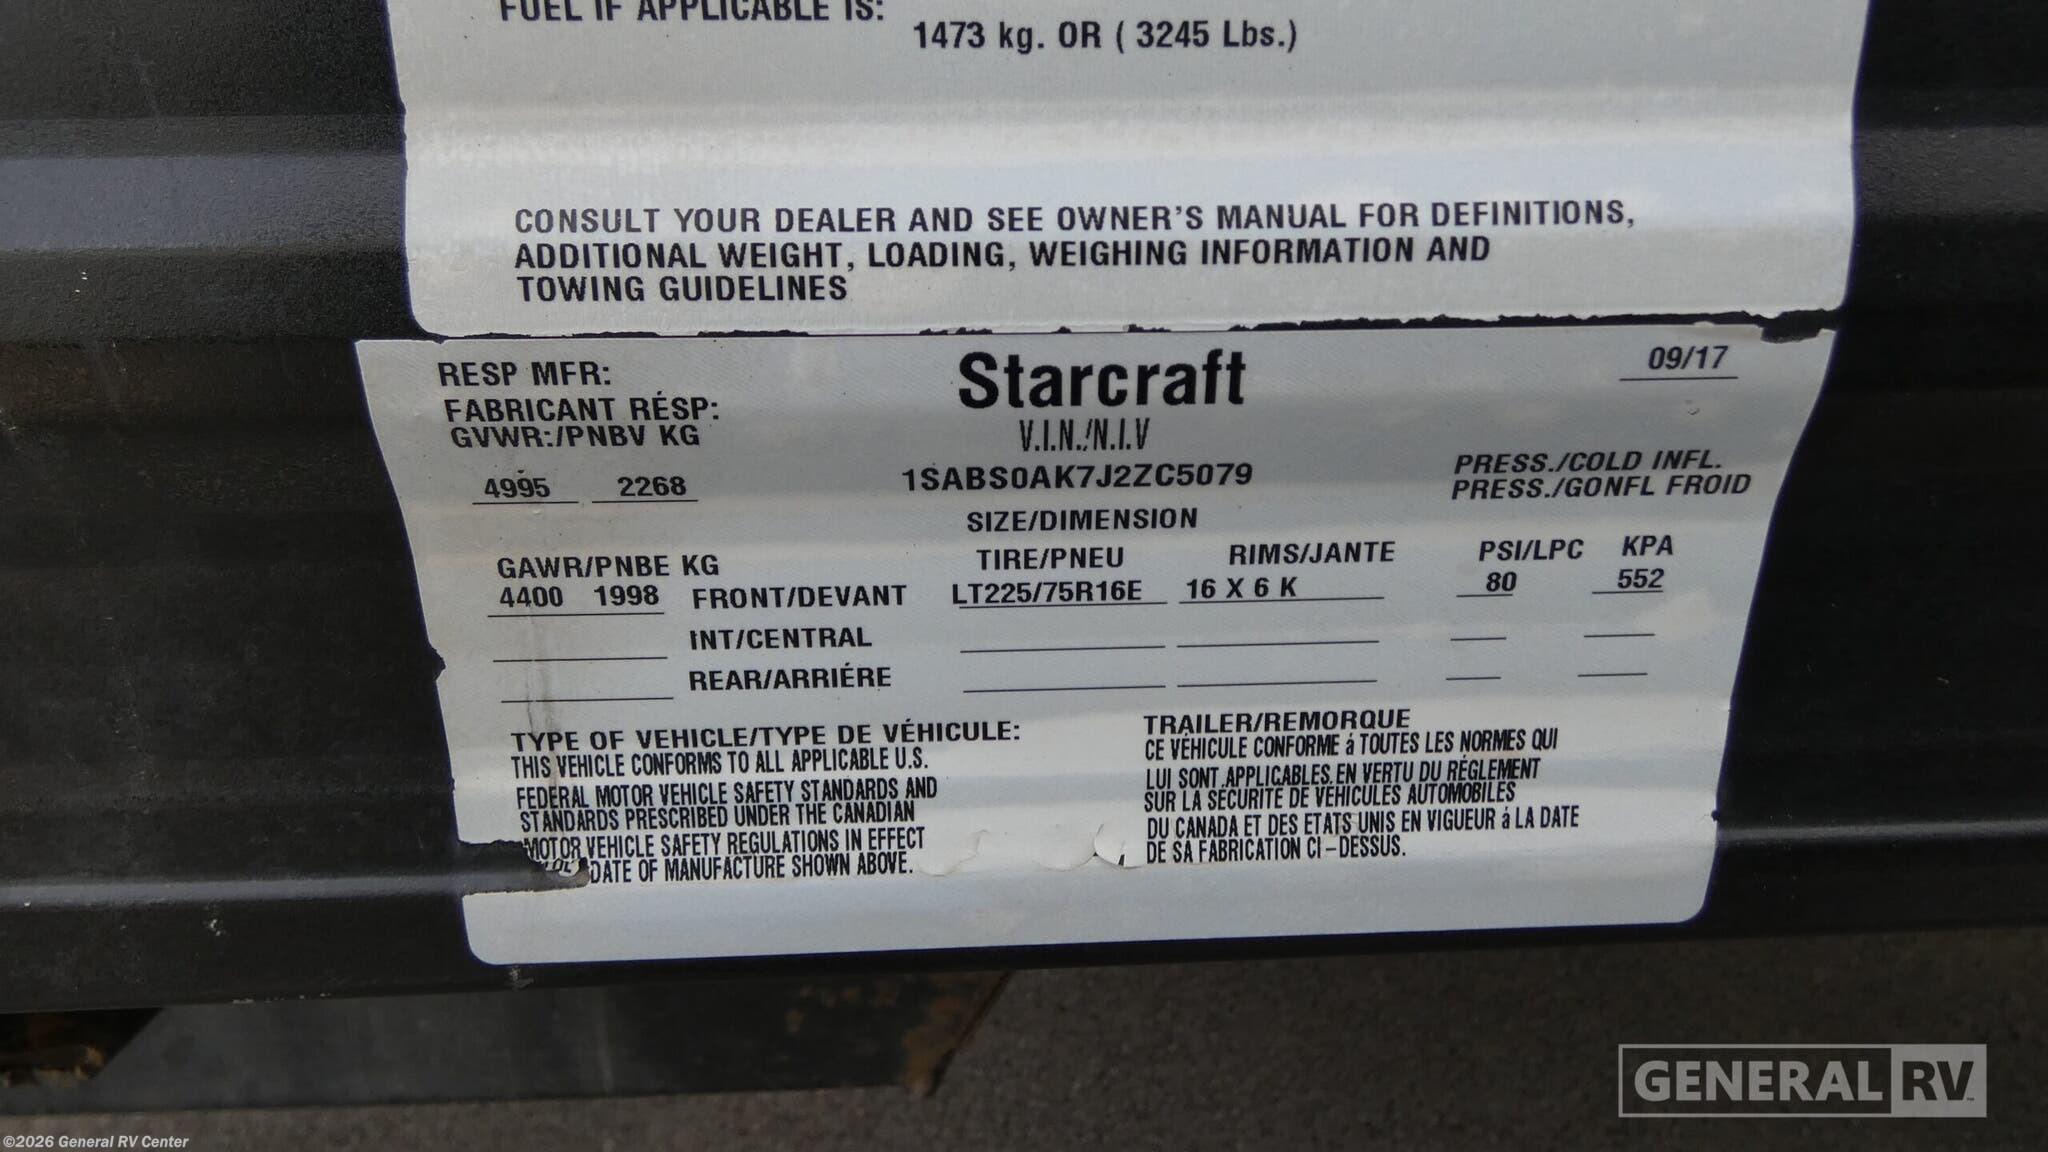 FUEL IF APPLICABLE IS:
1473 kg. OR ( 3245 Lbs.)
CONSULT YOUR DEALER AND SEE OWNER'S MANUAL FOR DEFINITIONS,
ADDITIONAL WEIGHT, LOADING, WEIGHING INFORMATION AND
TOWING GUIDELINES
RESP MFR:
Starcraft
09/17
FABRICANT RÉSP:
GVWR:/PNBV KG
V.I.N./N.I.V
4995 2268
1SABS0AK7J2ZC5079
PRESS./COLD INFL.
PRESS./GONFL FROID
SIZE/DIMENSION
GAWR/PNBE KG
TIRE/PNEU RIMS/JANTE PSI/LPC KPA
4400 1998 FRONT/DEVANT LT225/75R16E 16 X 6 K 80 552
INT/CENTRAL
REAR/ARRIÉRE
TYPE OF VEHICLE/TYPE DE VÉHICULE:
THIS VEHICLE CONFORMS TO ALL APPLICABLE U.S.
FEDERAL MOTOR VEHICLE SAFETY STANDARDS AND
STANDARDS PRESCRIBED UNDER THE CANADIAN
MOTOR VEHICLE SAFETY REGULATIONS IN EFFECT
DATE OF MANUFACTURE SHOWN ABOVE.
TRAILER/REMORQUE
CE VÉHICULE CONFORME á TOUTES LES NORMES QUI
LUI SONT APPLICABLES EN VERTU DU RÉGLEMENT
SUR LA SÉCURITÉ DE VÉHICULES AUTOMOBILES
DU CANADA ET DES ETATS UNIS EN VIGUEUR á LA DATE
DE SA FABRICATION CI-DESSUS.
GENERAL RV
©2026 General RV Center